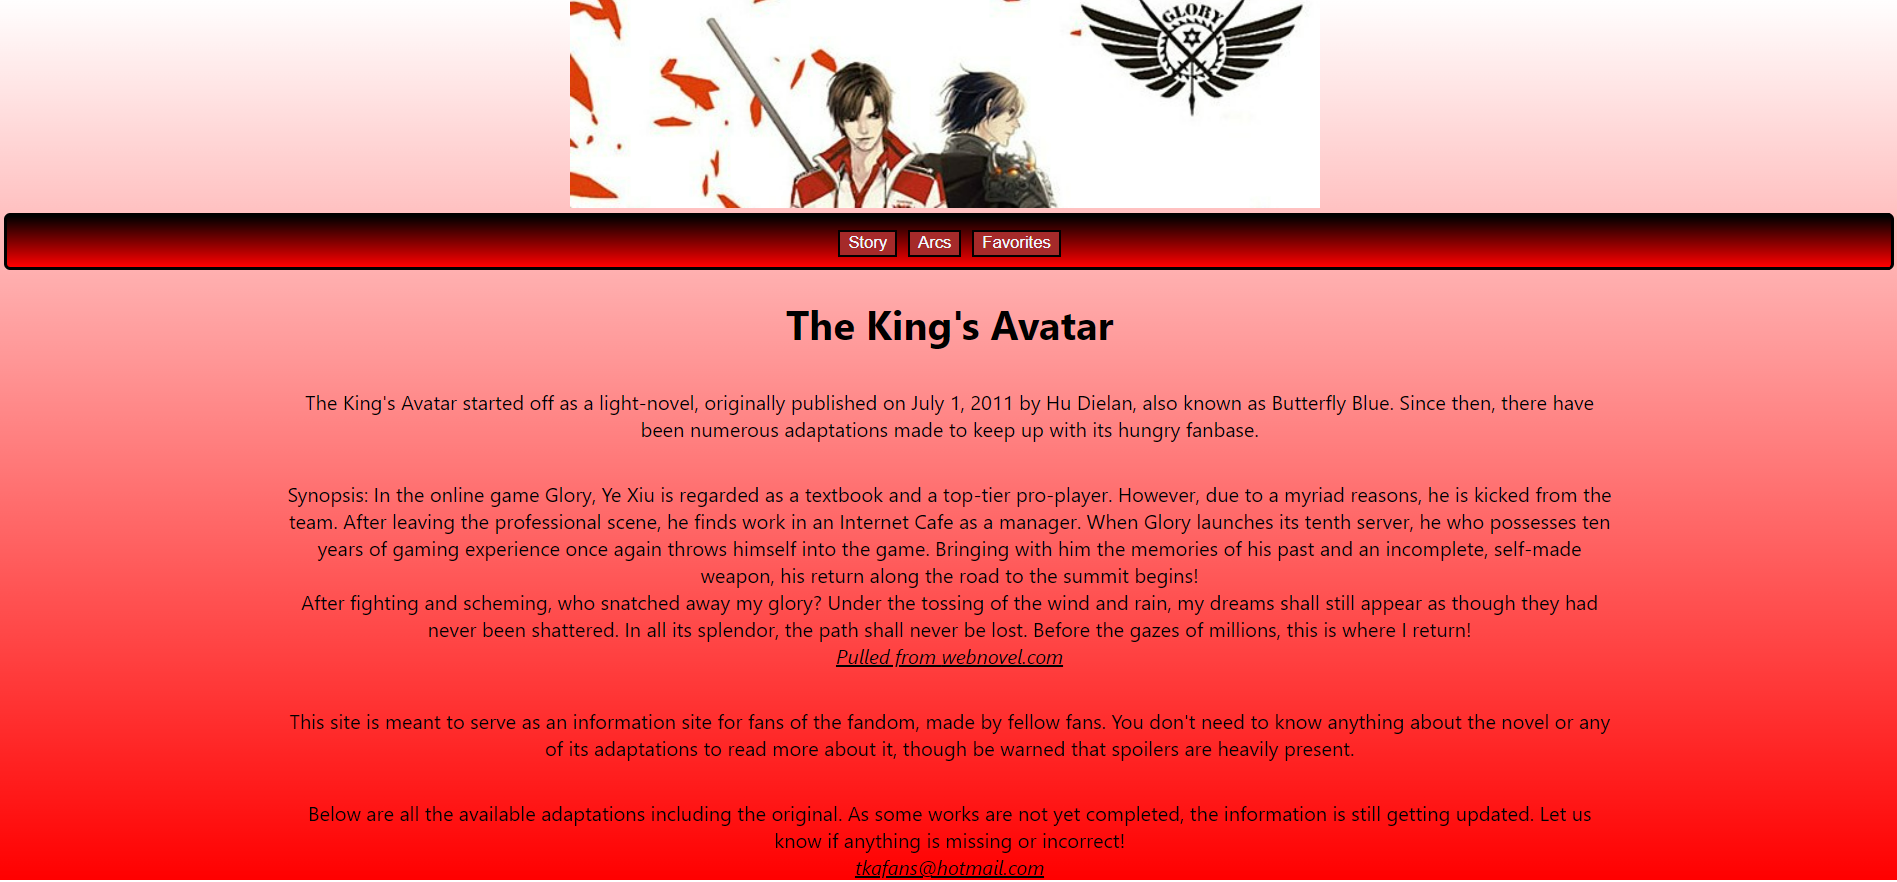 GLORY
Story Arcs Favorites
The King's Avatar
The King's Avatar started off as a light-novel, originally published on July 1, 2011 by Hu Dielan, also known as Butterfly Blue. Since then, there have
been numerous adaptations made to keep up with its hungry fanbase.
Synopsis: In the online game Glory, Ye Xiu is regarded as a textbook and a top-tier pro-player. However, due to a myriad reasons, he is kicked from the
team. After leaving the professional scene, he finds work in an Internet Cafe as a manager. When Glory launches its tenth server, he who possesses ten
years of gaming experience once again throws himself into the game. Bringing with him the memories of his past and an incomplete, self-made
weapon, his return along the road to the summit begins!
After fighting and scheming, who snatched away my glory? Under the tossing of the wind and rain, my dreams shall still appear as though they had
never been shattered. In all its splendor, the path shall never be lost. Before the gazes of millions, this is where I return!
Pulled from webnovel.com
This site is meant to serve as an information site for fans of the fandom, made by fellow fans. You don't need to know anything about the novel or any
of its adaptations to read more about it, though be warned that spoilers are heavily present.
Below are all the available adaptations including the original. As some works are not yet completed, the information is still getting updated. Let us
know if anything is missing or incorrect!
tkafans@hotmail.com